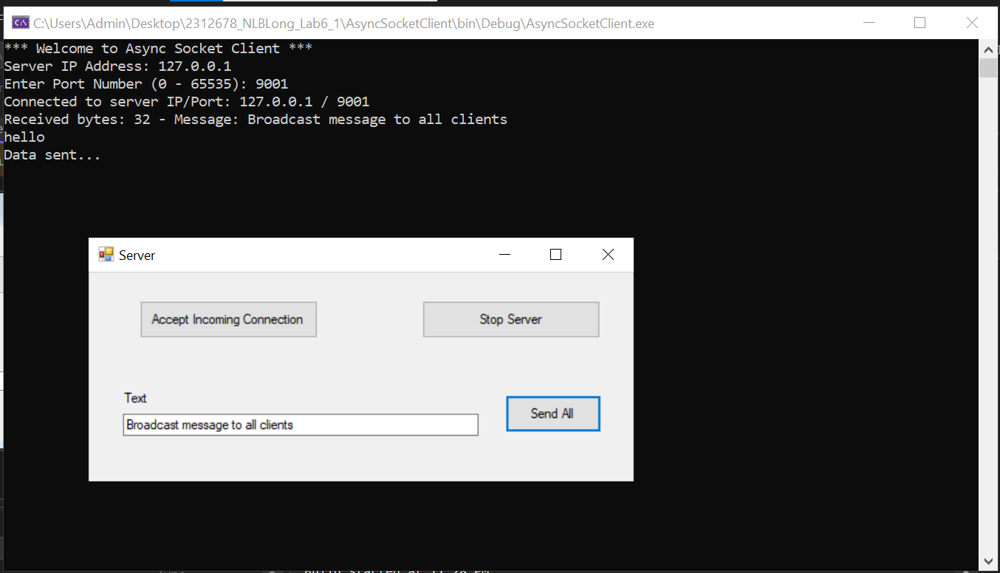 C:\Users\Admin\Desktop\2312678_NLBLong_Lab6_1\AsyncSocketClient\bin\Debug\AsyncSocketClient.exe
*** Welcome to Async Socket Client ***
Server IP Address: 127.0.0.1
Enter Port Number (0 - 65535): 9001
Connected to server IP/Port: 127.0.0.1 / 9001
Received bytes: 32 - Message: Broadcast message to all clients
hello
Data sent...
Server
Accept Incoming Connection
Stop Server
Text
Broadcast message to all clients
Send All